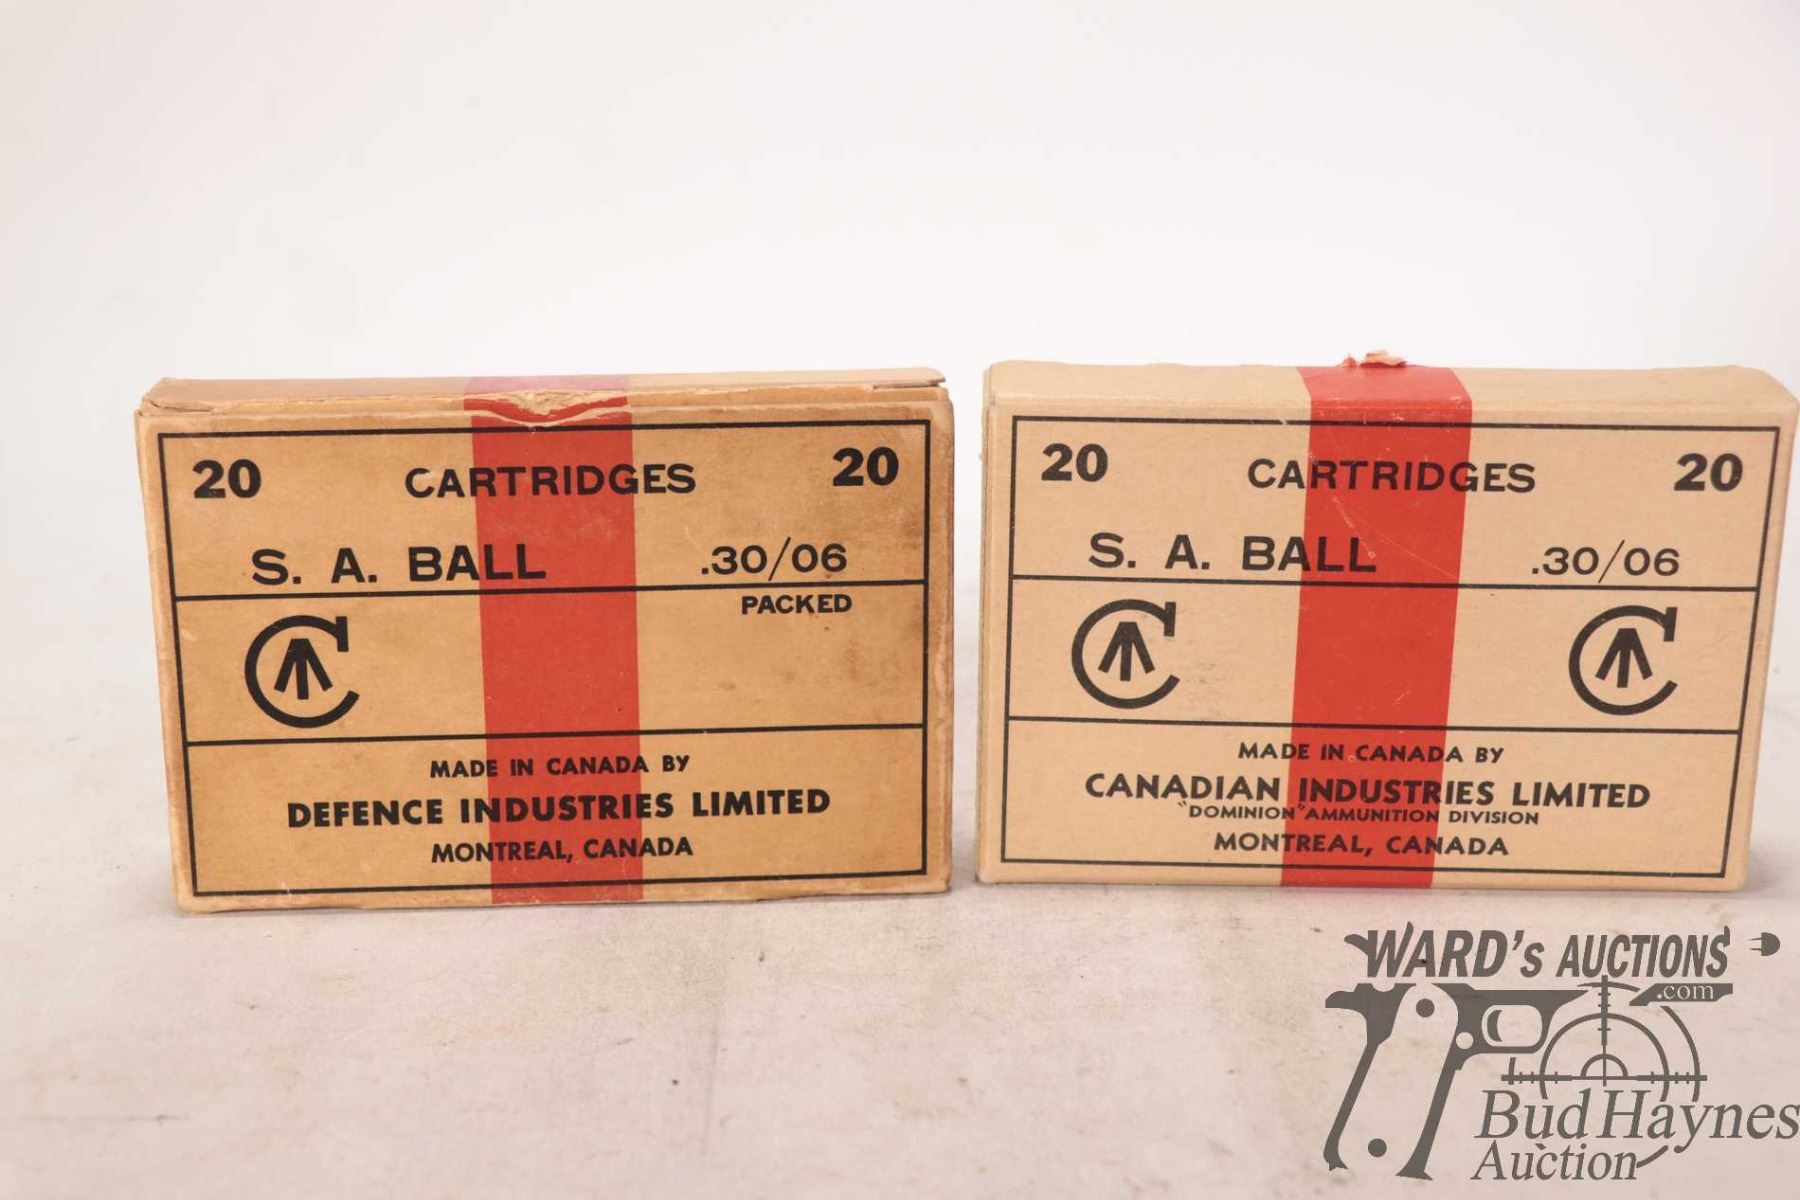 20 CARTRIDGES 20
S. A. BALL .30/06
PACKED
MADE IN CANADA BY
DEFENCE INDUSTRIES LIMITED
MONTREAL, CANADA
20 CARTRIDGES 20
S. A. BALL .30/06
MADE IN CANADA BY
CANADIAN INDUSTRIES LIMITED
"DOMINION" AMMUNITION DIVISION
MONTREAL, CANADA
WARD'S AUCTIONS
.com
Bud Haynes
Auction